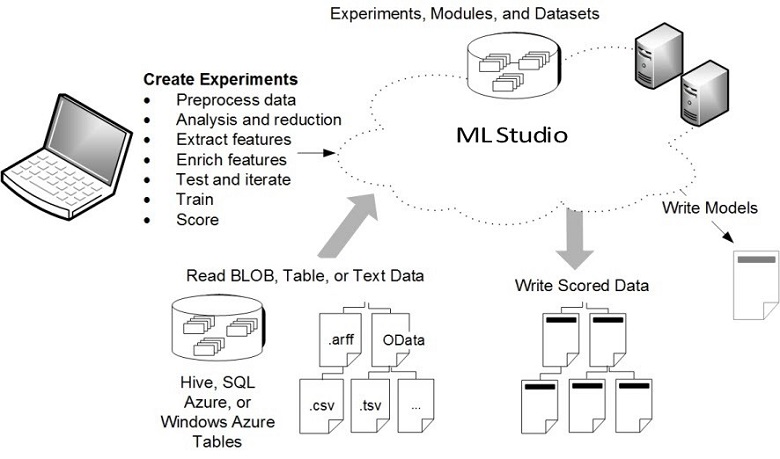 Experiments, Modules, and Datasets
Create Experiments
• Preprocess data
• Analysis and reduction
• Extract features
• Enrich features
• Test and iterate
• Train
• Score
ML Studio
Write Models
Read BLOB, Table, or Text Data
Write Scored Data
.arff
OData
.csv
.tsv
...
Hive, SQL
Azure, or
Windows Azure
Tables